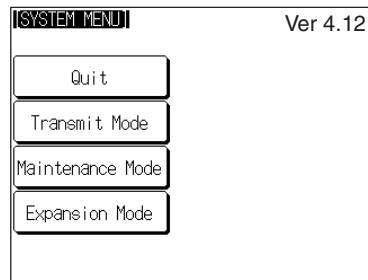 [SYSTEM MENU]
Ver 4.12
Quit
Transmit Mode
Maintenance Mode
Expansion Mode